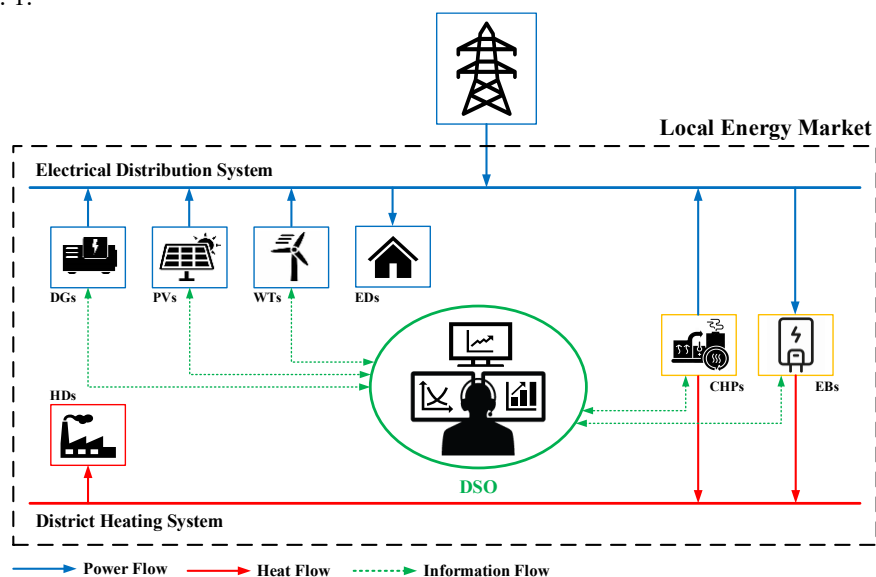 . 1.
Local Energy Market
Electrical Distribution System
DGs
PVs
WTs
EDs
HDs
CHPs
EBs
DSO
District Heating System
Power Flow
Heat Flow
Information Flow